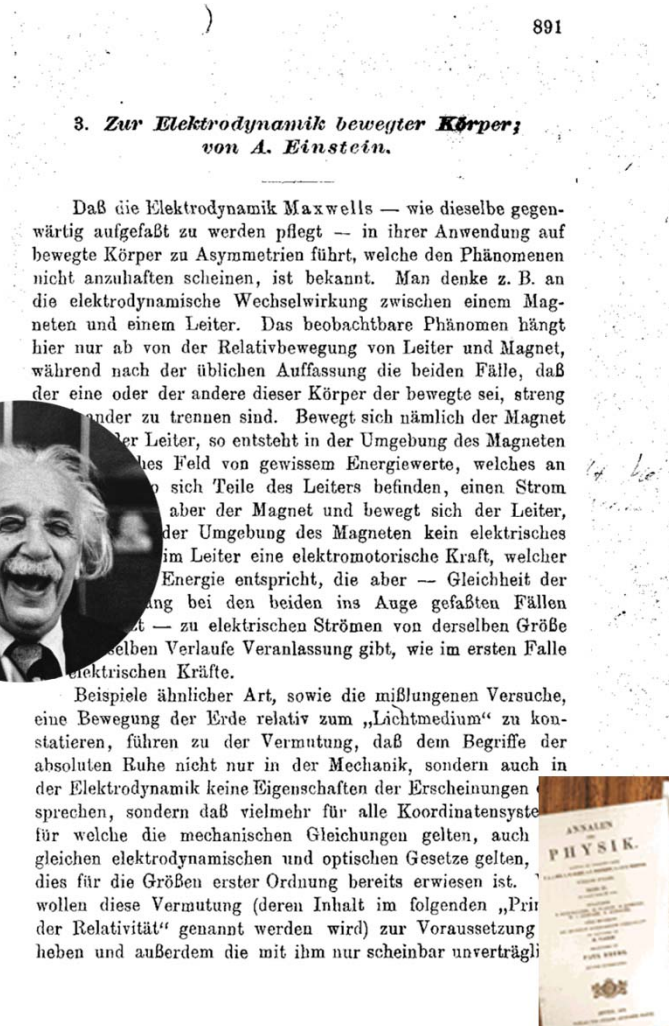 891
3. Zur Elektrodynamik bewegter Körper;
von A. Einstein.
Daß die Elektrodynamik Maxwells — wie dieselbe gegen-
wärtig aufgefaßt zu werden pflegt — in ihrer Anwendung auf
bewegte Körper zu Asymmetrien führt, welche den Phänomenen
nicht anzuhaften scheinen, ist bekannt. Man denke z. B. an
die elektrodynamische Wechselwirkung zwischen einem Mag-
neten und einem Leiter. Das beobachtbare Phänomen hängt
hier nur ab von der Relativbewegung von Leiter und Magnet,
während nach der üblichen Auffassung die beiden Fälle, daß
der eine oder der andere dieser Körper der bewegte sei, streng
ander zu trennen sind. Bewegt sich nämlich der Magnet
er Leiter, so entsteht in der Umgebung des Magneten
hes Feld von gewissem Energiewerte, welches an
sich Teile des Leiters befinden, einen Strom
aber der Magnet und bewegt sich der Leiter,
der Umgebung des Magneten kein elektrisches
im Leiter eine elektromotorische Kraft, welcher
Energie entspricht, die aber — Gleichheit der
ng bei den beiden ins Auge gefaßten Fällen
t — zu elektrischen Strömen von derselben Größe
selben Verlaufe Veranlassung gibt, wie im ersten Falle
elektrischen Kräfte.
Beispiele ähnlicher Art, sowie die mißlungenen Versuche,
eine Bewegung der Erde relativ zum „Lichtmedium“ zu kon-
statieren, führen zu der Vermutung, daß dem Begriffe der
absoluten Ruhe nicht nur in der Mechanik, sondern auch in
der Elektrodynamik keine Eigenschaften der Erscheinungen
sprechen, sondern daß vielmehr für alle Koordinatensyste
für welche die mechanischen Gleichungen gelten, auch
gleichen elektrodynamischen und optischen Gesetze gelten,
dies für die Größen erster Ordnung bereits erwiesen ist.
wollen diese Vermutung (deren Inhalt im folgenden „Prin
der Relativität“ genannt werden wird) zur Voraussetzung
heben und außerdem die mit ihm nur scheinbar unverträgli
ANNALEN
DER
PHYSIK.